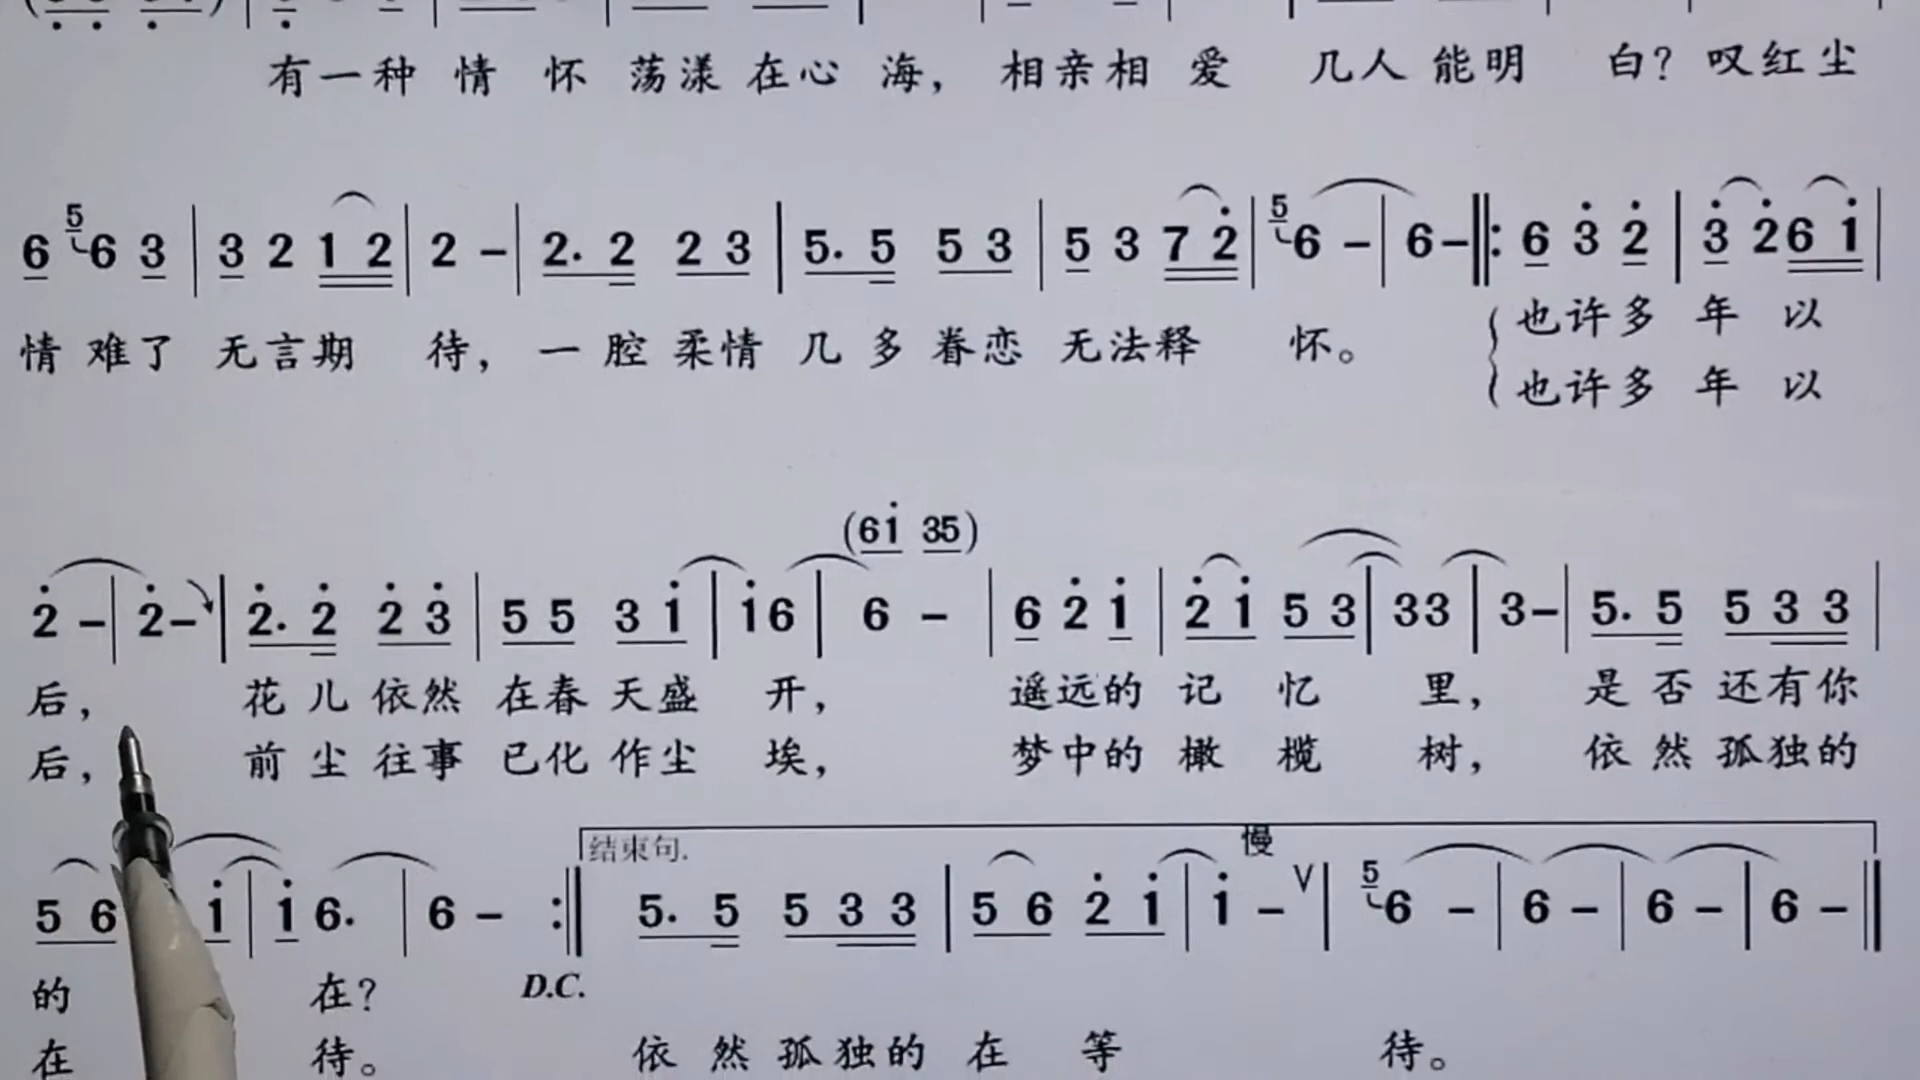 有一种 情 怀 荡漾 在心 海， 相亲相 爱 几人 能明 白？叹红尘
5 5
6 6 3 | 3 2 1 2 | 2 – | 2. 2 2 3 | 5. 5 5 3 | 5 3 7 2̇ | 6 – | 6 – ‖: 6 3̇ 2̇ | 3̇ 2̇ 6 1̇ |
情 难了 无言期 待， 一 腔 柔情 几 多 眷恋 无法释 怀。
也许多 年 以
也许多 年 以
(6 1̇ 3 5)
2̇ – | 2̇ – | 2̇. 2̇ 2̇ 3̇ | 5 5 3 1̇ | 1̇ 6 | 6 – | 6 2̇ 1̇ | 2̇ 1̇ 5 3 | 3 3 | 3 – | 5. 5 5 3 3 |
后， 花 儿 依然 在春 天盛 开， 遥远的 记 忆 里， 是 否 还有你
后， 前 尘 往事 已化 作尘 埃， 梦中的 橄 榄 树， 依 然 孤独的
结束句. 慢
5
5 6 1̇ | 1̇ 6. | 6 – :‖ 5. 5 5 3 3 | 5 6 2̇ 1̇ | 1̇ – V | 6 – | 6 – | 6 – | 6 – ‖
的 在？ D.C.
在 待。 依 然 孤独的 在 等 待。